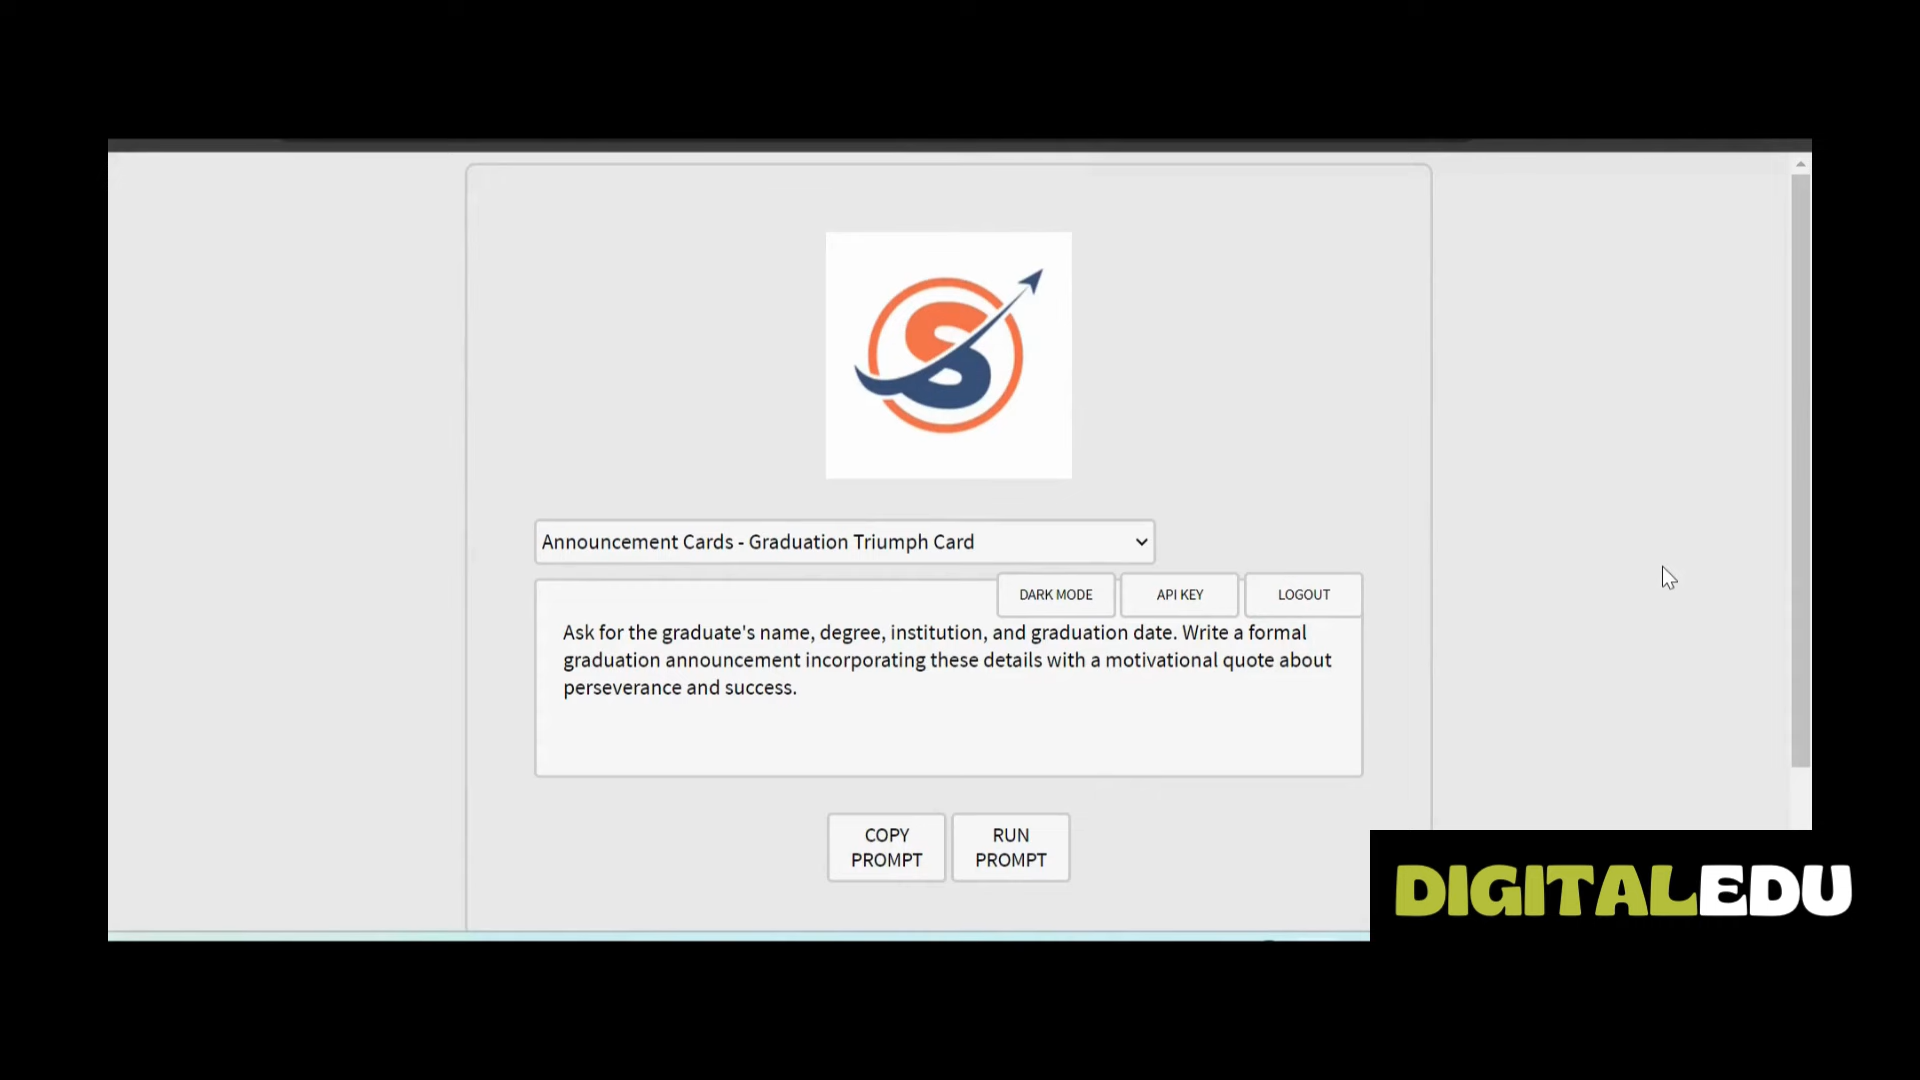 Announcement Cards - Graduation Triumph Card
DARK MODE
API KEY
LOGOUT
Ask for the graduate's name, degree, institution, and graduation date. Write a formal
graduation announcement incorporating these details with a motivational quote about
perseverance and success.
COPY
PROMPT
RUN
PROMPT
DIGITALEDU